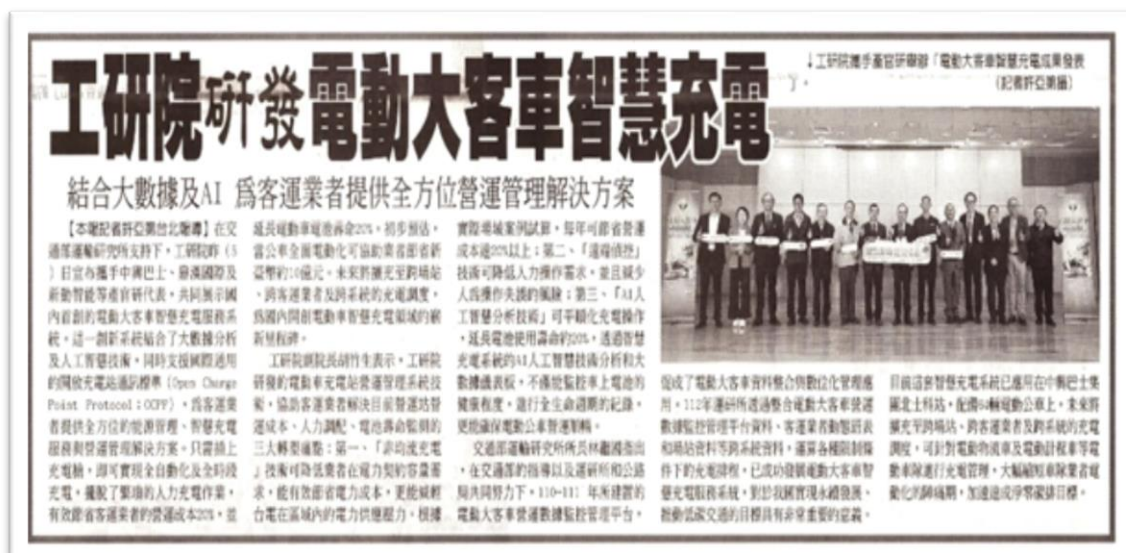 工研院研發電動大客車智慧充電
結合大數據及AI 為客運業者提供全方位營運管理解決方案
↓工研院攜手產官研舉辦「電動大客車智慧充電成果發表
」。 (記者許亞
【本報記者許亞 台北報導】在交
通部運輸研究所支持下,工研院昨(5
)日宣布攜手中興巴士、 國際及
新動智能等產官研代表,共同展示國
內首創的電動大客車智慧充電服務系
統。這一創新系統結合了大數據分析
及人工智慧技術,同時支援國際通用
的開放充電站通訊標準(Open Charge
Point Protocol;OCPP),為客運業
者提供全方位的能源管理、智慧充電
服務與營運管理解決方案。只需插上
充電槍,即可實現全自動化及全時段
充電,擺脫了繁瑣的人力充電作業,
有效節省客運業者的營運成本20%,並
延長電動車電池壽命20%。初步預估,
當公車全面電動化可協助業者節省新
臺幣約10億元。未來將擴充至跨場站
、跨客運業者及跨系統的充電調度,
為國內開創電動車智慧充電領域的嶄
新里程碑。
工研院副院長胡竹生表示,工研院
研發的電動車充電站營運管理系統技
術,協助客運業者解決目前營運站營
運成本、人力調配、電池壽命監測的
三大轉型痛點:第一、「非均流充電
」技術可降低業者在電力契約容量需
求,能有效節省電力成本,更能減輕
台電在區域內的電力供應壓力。根據
實際場域案例試算,每年可節省營運
成本達20%以上;第二、「遠端偵控」
技術可降低人力操作需求,並且減少
人為操作失誤的風險;第三、「AI人
工智慧分析技術」可平順化充電操作
,延長電池使用壽命約20%。透過智慧
充電系統的AI人工智慧技術分析和大
數據儀表板,不僅能監控車上電池的
健康程度,進行全生命週期的紀錄,
更能確保電動公車營運順暢。
交通部運輸研究所所長林繼國指出
,在交通部的指導以及運研所和公路
局共同努力下,110-111 年所建置的
電動大客車營運數據監控管理平台,
促成了電動大客車資料整合與數位化管理應
用。112年運研所透過整合電動大客車營運
數據監控管理平台資料、客運業者動態班表
和場站資料等跨系統資料,運算各種限制條
件下的充電排程,已成功發展電動大客車智
慧充電服務系統,對於我國實現永續發展、
推動低碳交通的目標具有非常重要的意義。
目前這套智慧充電系統已應用在中興巴士集
團北士科站,配備 輛電動公車上。未來將
擴充至跨場站、跨客運業者及跨系統的充電
調度,可針對電動物流車及電動計程車等電
動車隊進行充電管理,大幅縮短車隊業者電
動化的陣痛期,加速達成淨零碳排目標。